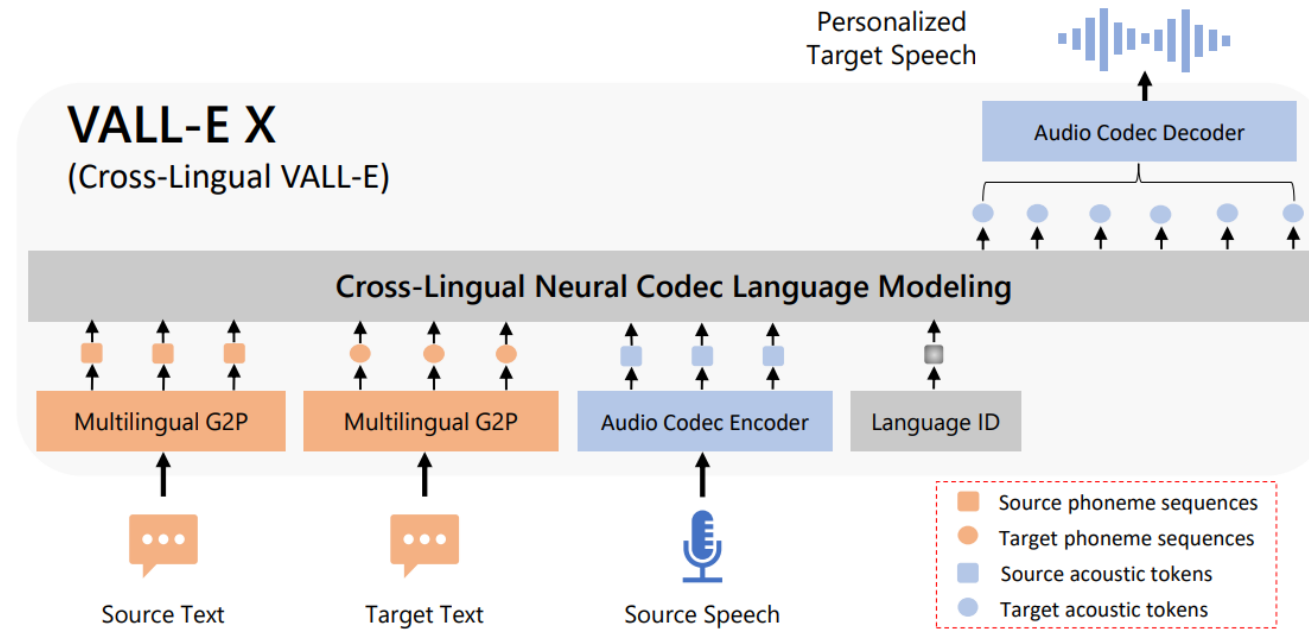 Personalized
Target Speech
VALL-E X
(Cross-Lingual VALL-E)
Audio Codec Decoder
Cross-Lingual Neural Codec Language Modeling
Multilingual G2P
Multilingual G2P
Audio Codec Encoder
Language ID
Source Text
Target Text
Source Speech
Source phoneme sequences
Target phoneme sequences
Source acoustic tokens
Target acoustic tokens